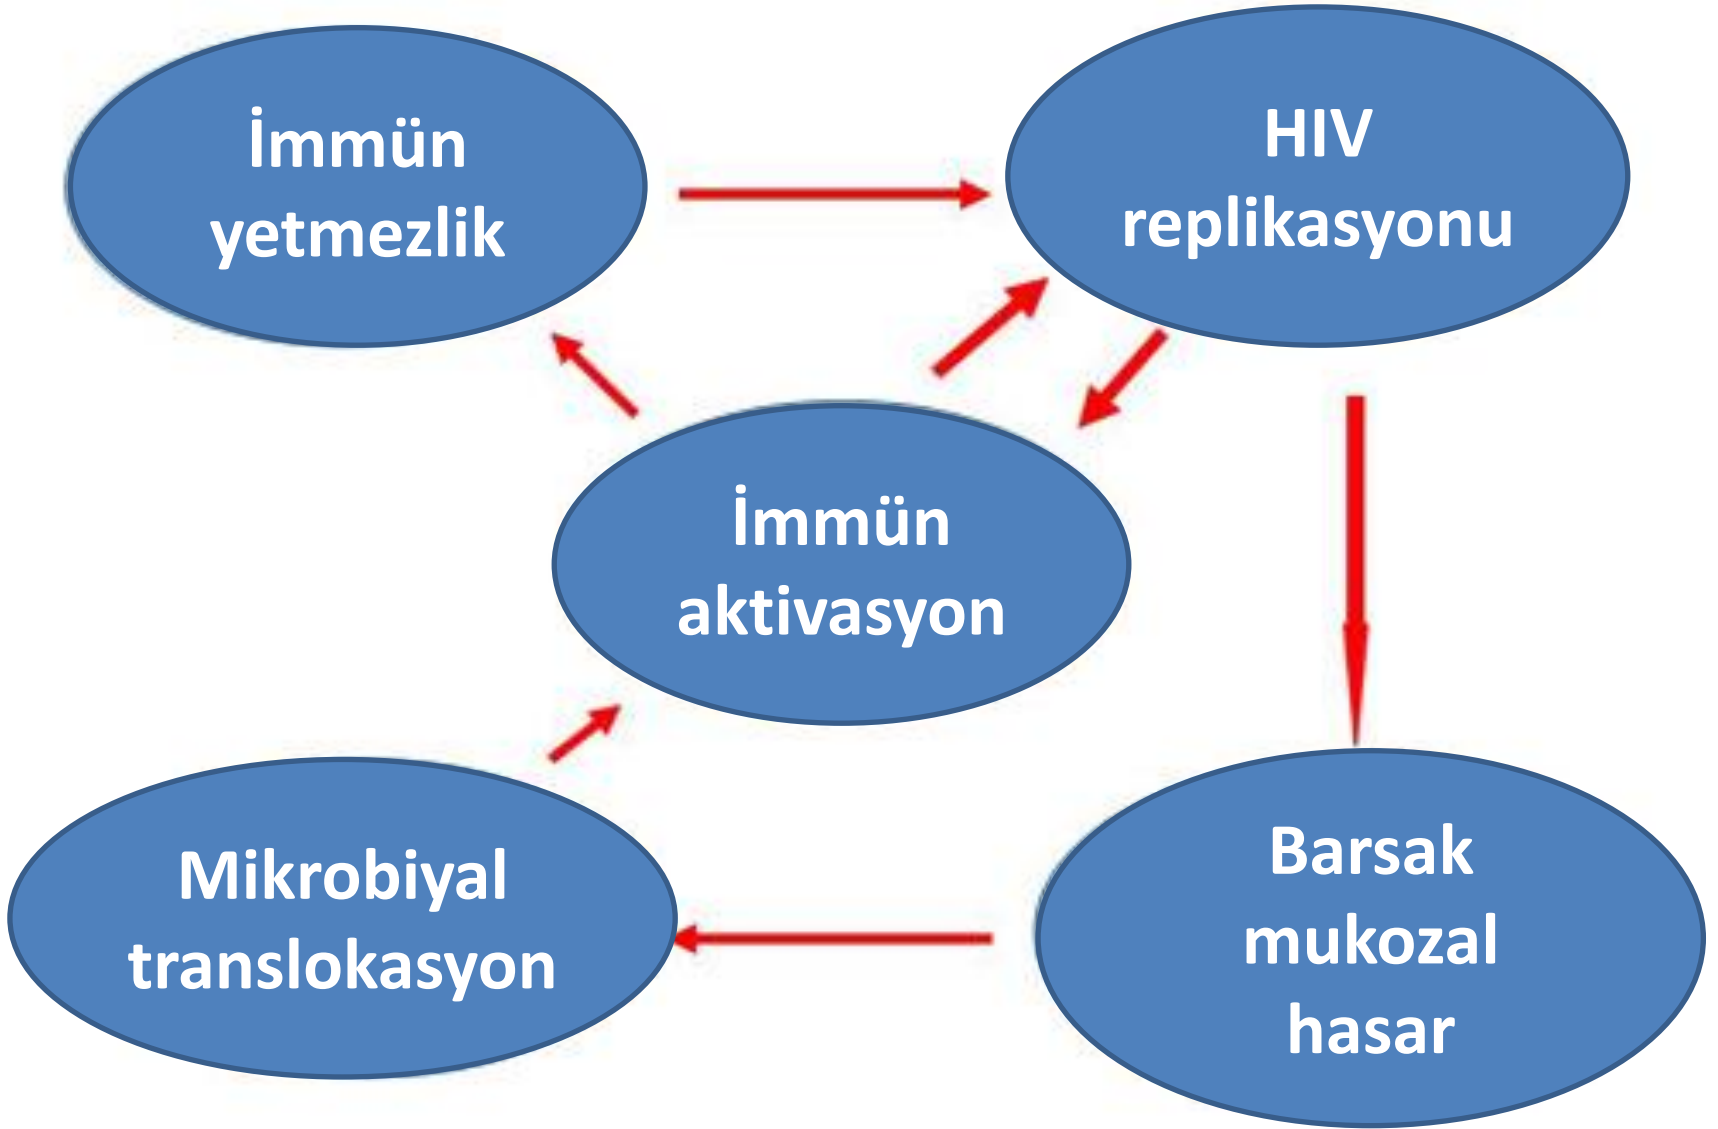 İmmün
yetmezlik
HIV
replikasyonu
İmmün
aktivasyon
Mikrobiyal
translokasyon
Barsak
mukozal
hasar